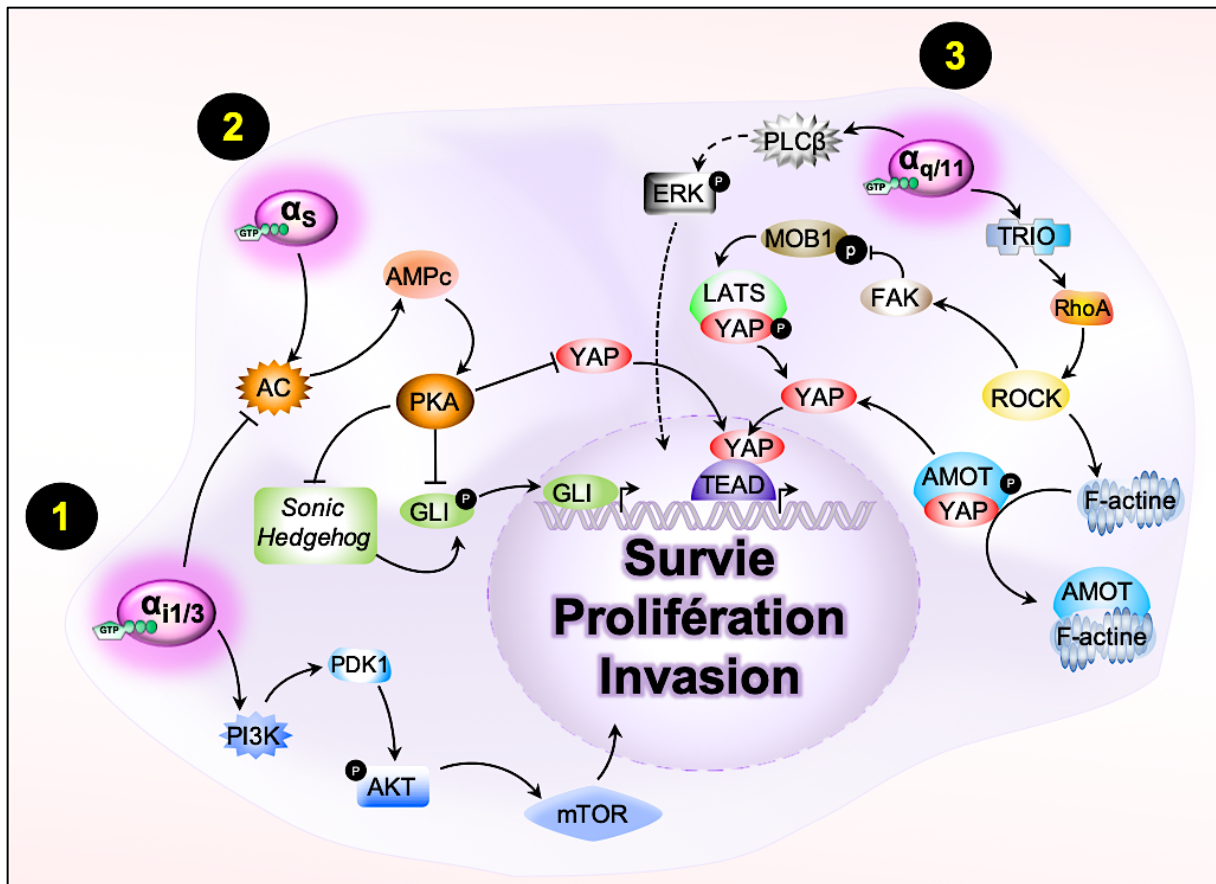 1
α i1/3
GTP
PI3K
PDK1
P
AKT
mTOR
2
αs
GTP
AC
AMPc
PKA
Sonic
Hedgehog
GLI
P
GLI
YAP
3
α q/11
GTP
PLCβ
ERK
P
TRIO
RhoA
ROCK
FAK
MOB1
p
LATS
YAP
P
YAP
YAP
TEAD
AMOT
P
YAP
F-actine
AMOT
F-actine
Survie
Prolifération
Invasion